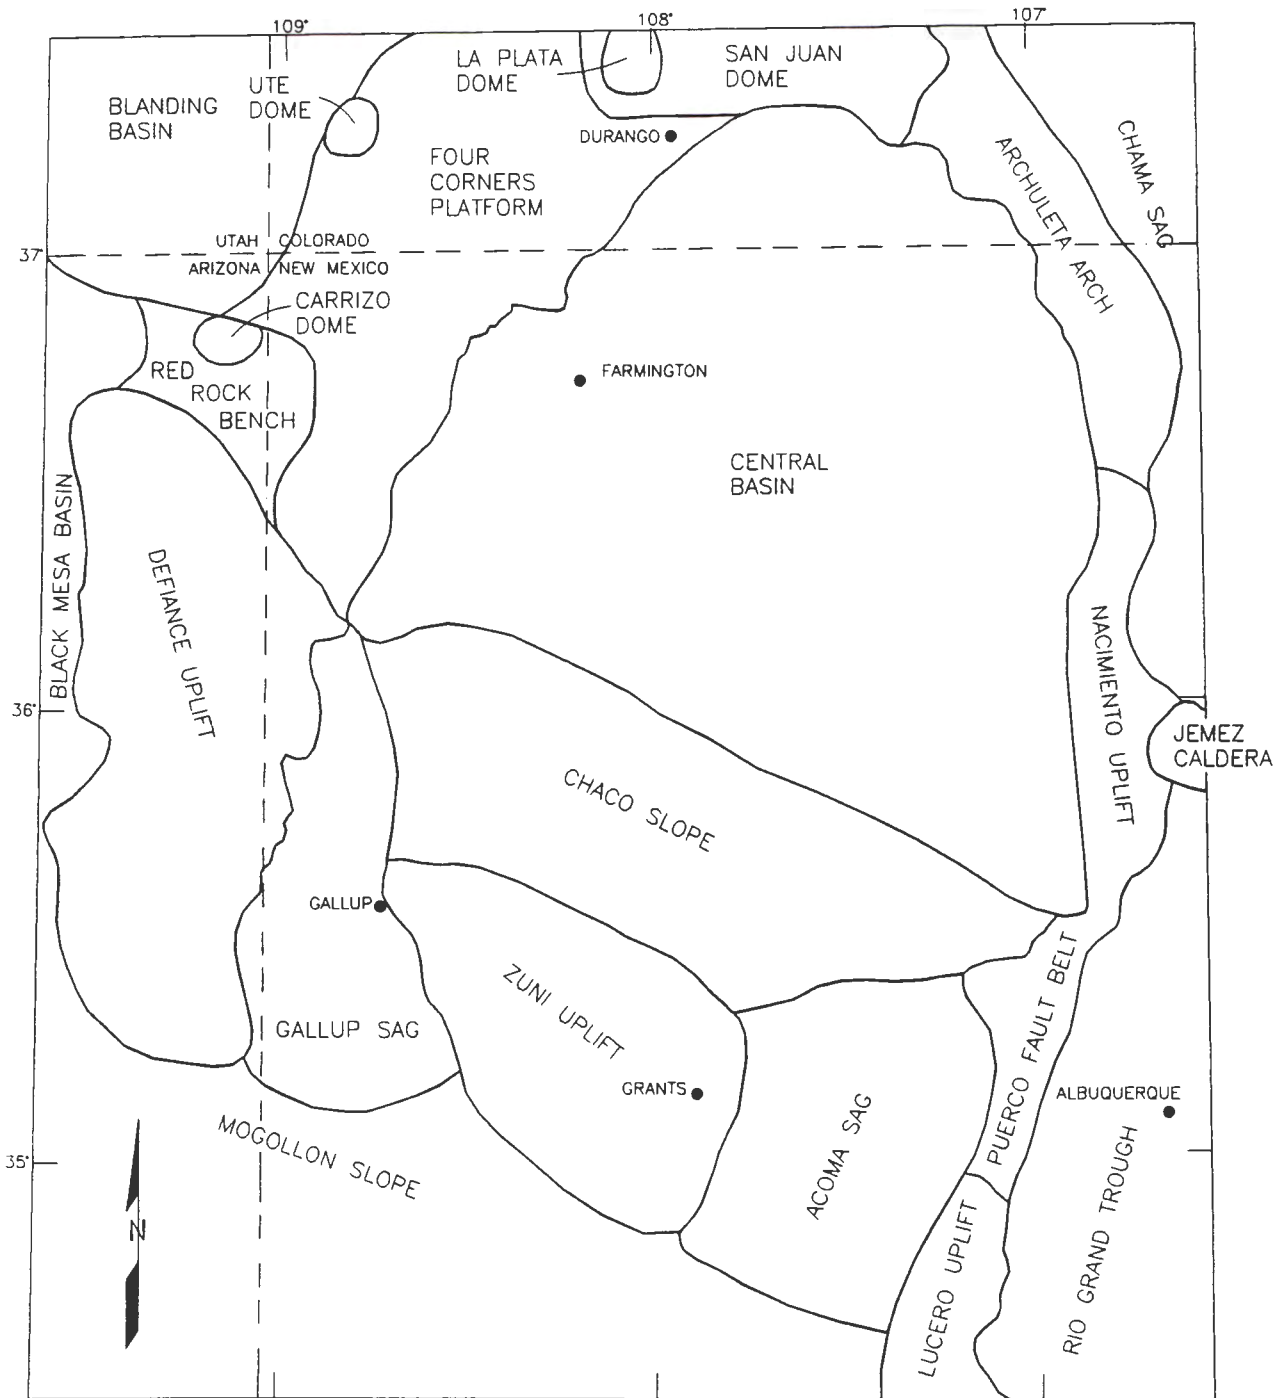 109°
108°
107°
LA PLATA
DOME
SAN JUAN
DOME
UTE
DOME
BLANDING
BASIN
DURANGO
FOUR
CORNERS
PLATFORM
ARCHULETA ARCH
CHAMA SAG
37°
UTAH
COLORADO
ARIZONA
NEW MEXICO
CARRIZO
DOME
RED
ROCK
BENCH
FARMINGTON
CENTRAL
BASIN
BLACK MESA BASIN
DEFIANCE UPLIFT
NACIMIENTO UPLIFT
36°
JEMEZ
CALDERA
CHACO SLOPE
GALLUP
ZUNI UPLIFT
GALLUP SAG
PUERCO FAULT BELT
GRANTS
ALBUQUERQUE
ACOMA SAG
MOGOLLON SLOPE
35°
N
LUCERO UPLIFT
RIO GRAND TROUGH